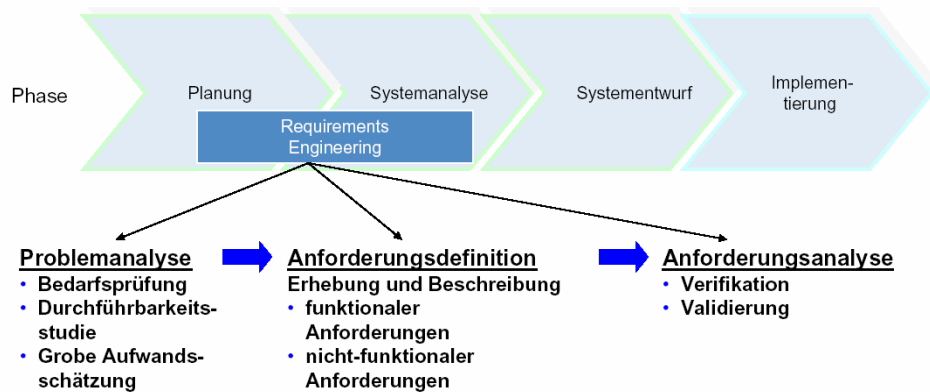 Phase
Planung
Systemanalyse
Systementwurf
Implemen-
tierung
Requirements
Engineering
Problemanalyse
• Bedarfsprüfung
• Durchführbarkeits-
studie
• Grobe Aufwands-
schätzung
Anforderungsdefinition
Erhebung und Beschreibung
• funktionaler
Anforderungen
• nicht-funktionaler
Anforderungen
Anforderungsanalyse
• Verifikation
• Validierung